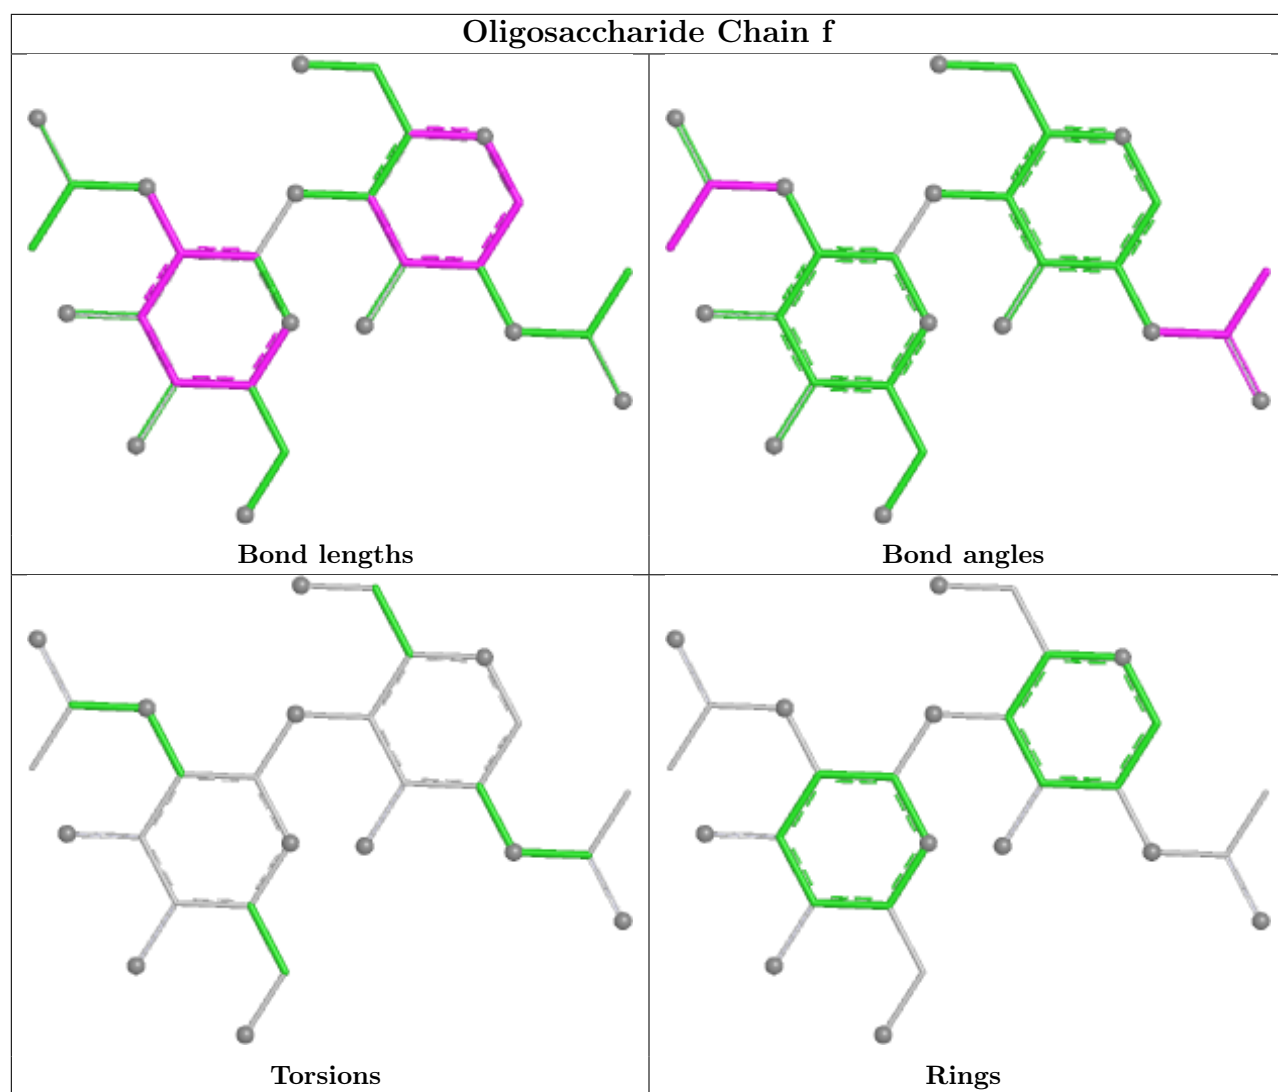 Oligosaccharide Chain f
Bond lengths
Bond angles
Torsions
Rings